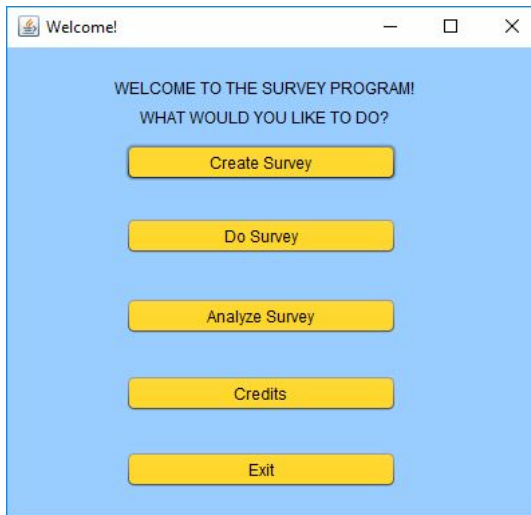 Welcome!
WELCOME TO THE SURVEY PROGRAM!
WHAT WOULD YOU LIKE TO DO?
Create Survey
Do Survey
Analyze Survey
Credits
Exit